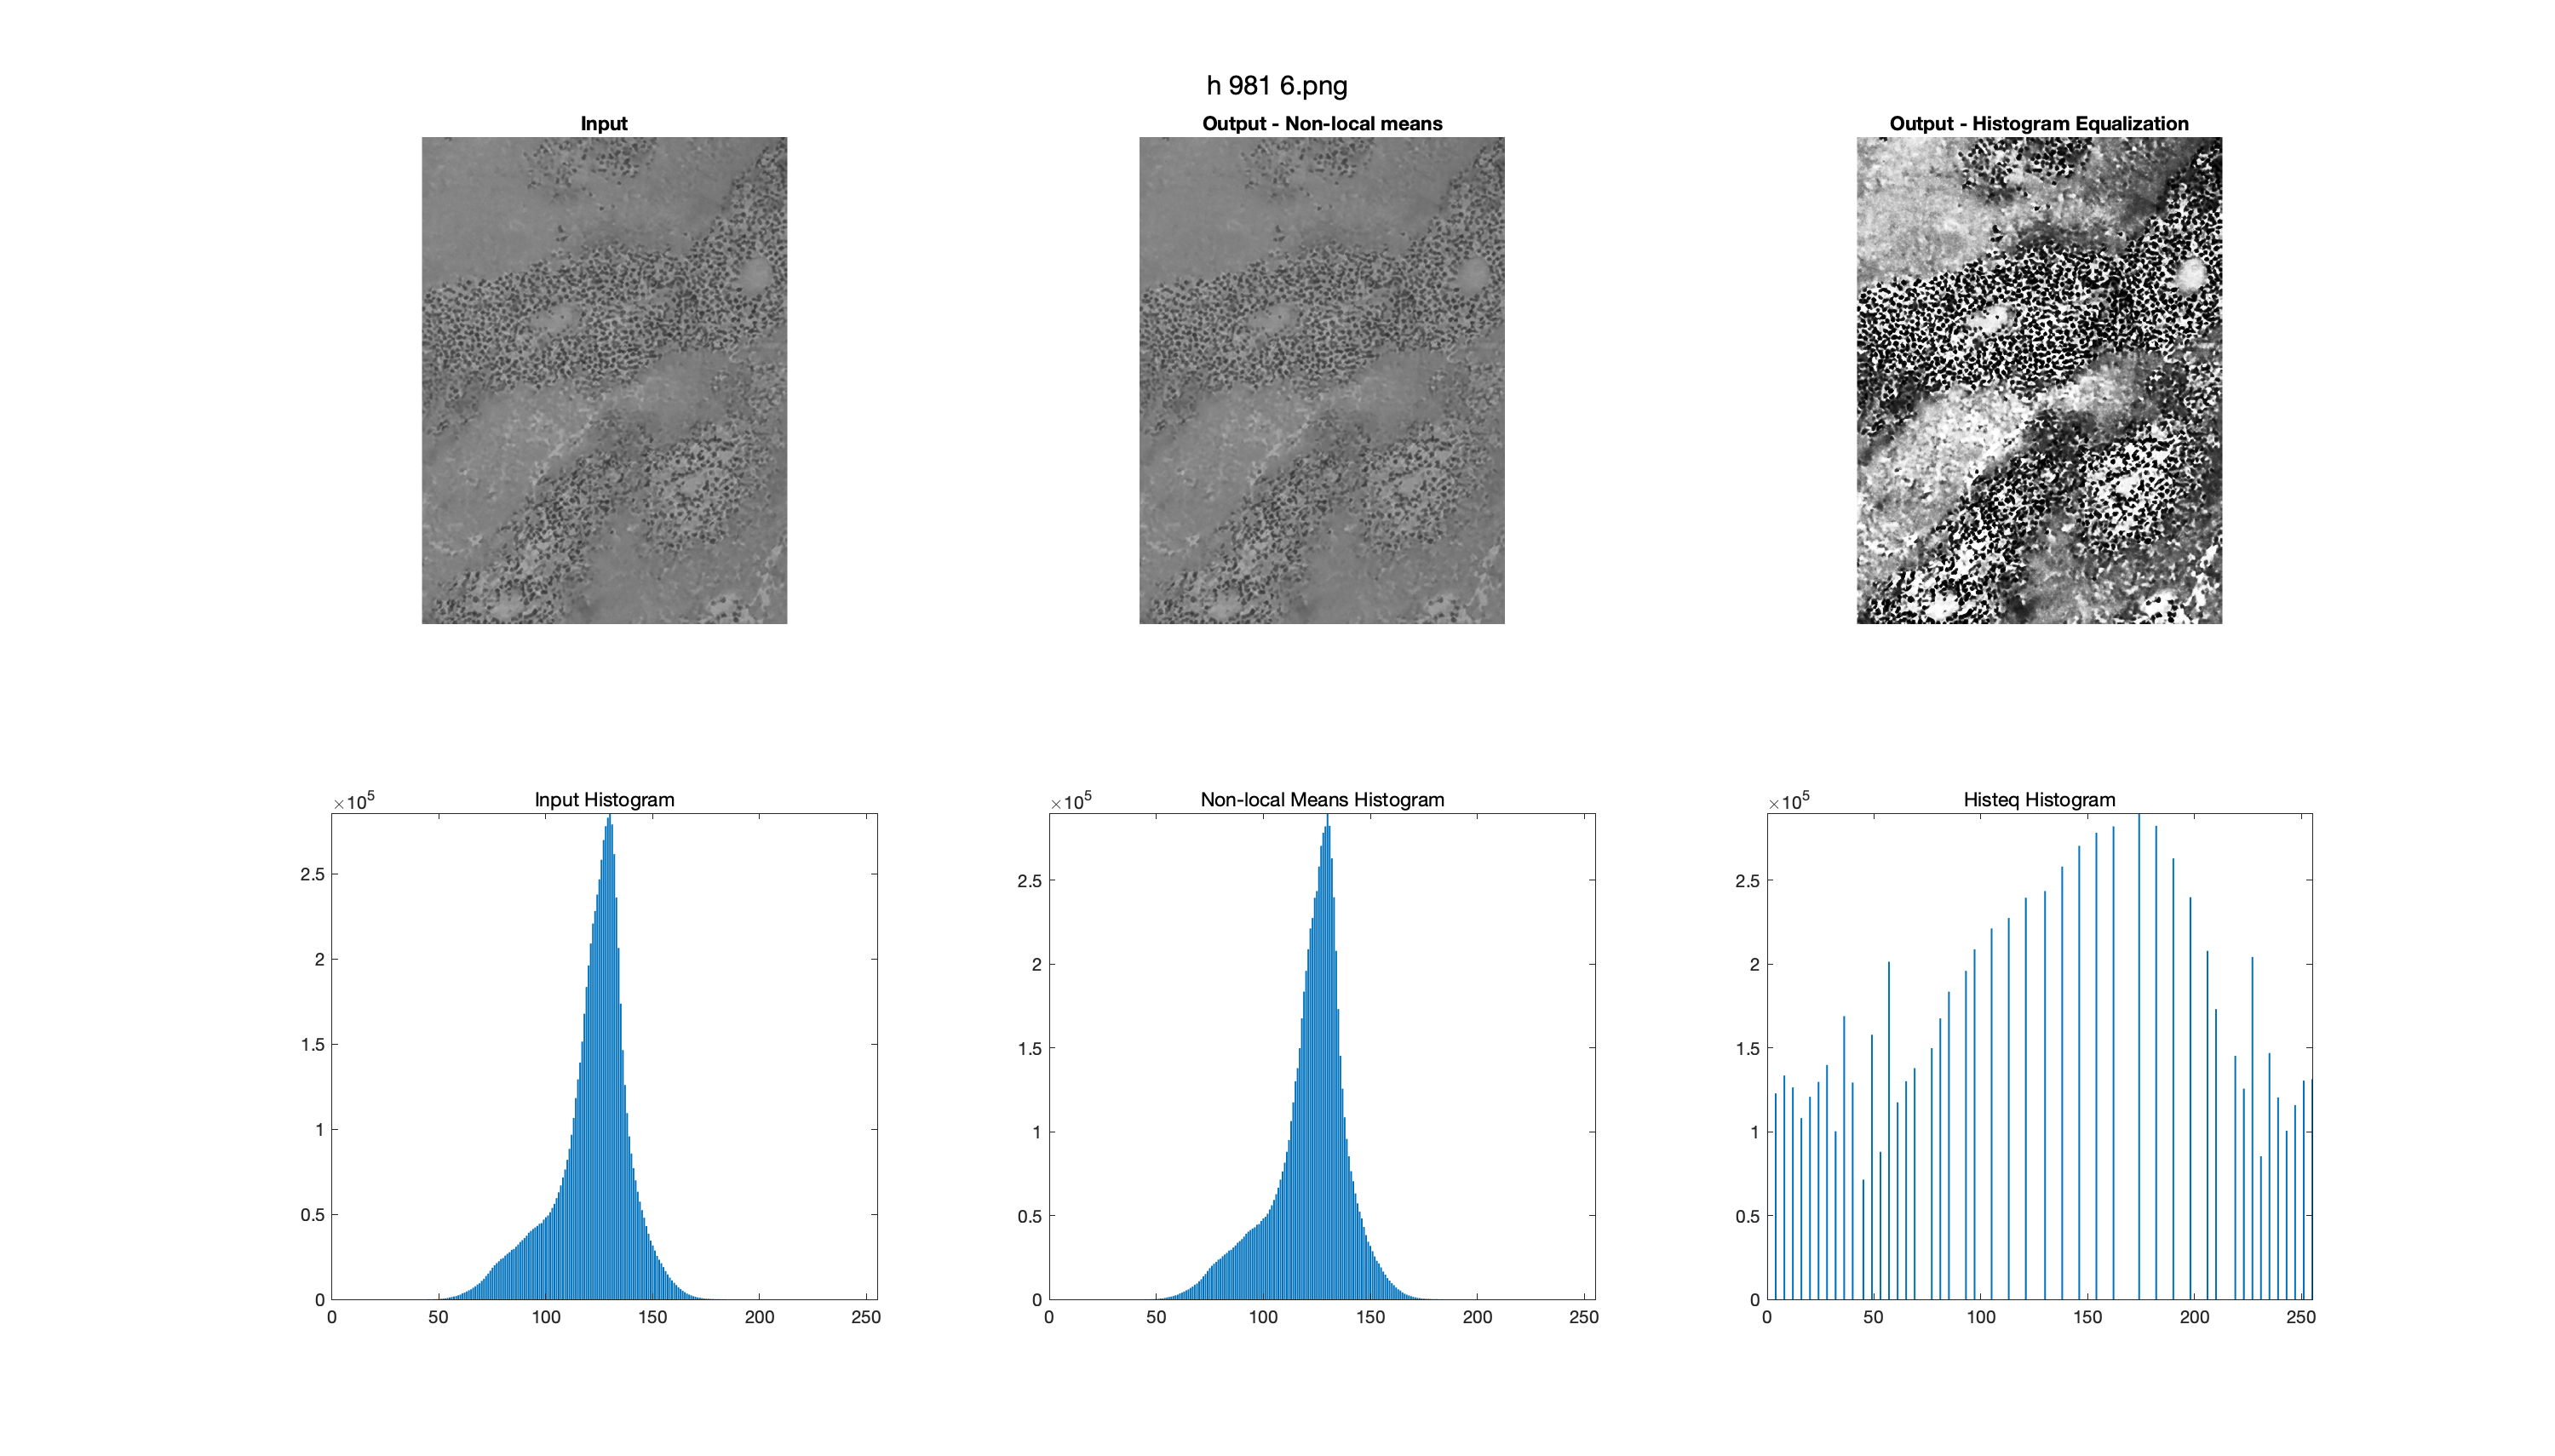 h 981 6.png
Input
Output - Non-local means
Output - Histogram Equalization
×10^5
Input Histogram
2.5
2
1.5
1
0.5
0
0 50 100 150 200 250
×10^5
Non-local Means Histogram
2.5
2
1.5
1
0.5
0
0 50 100 150 200 250
×10^5
Histeq Histogram
2.5
2
1.5
1
0.5
0
0 50 100 150 200 250